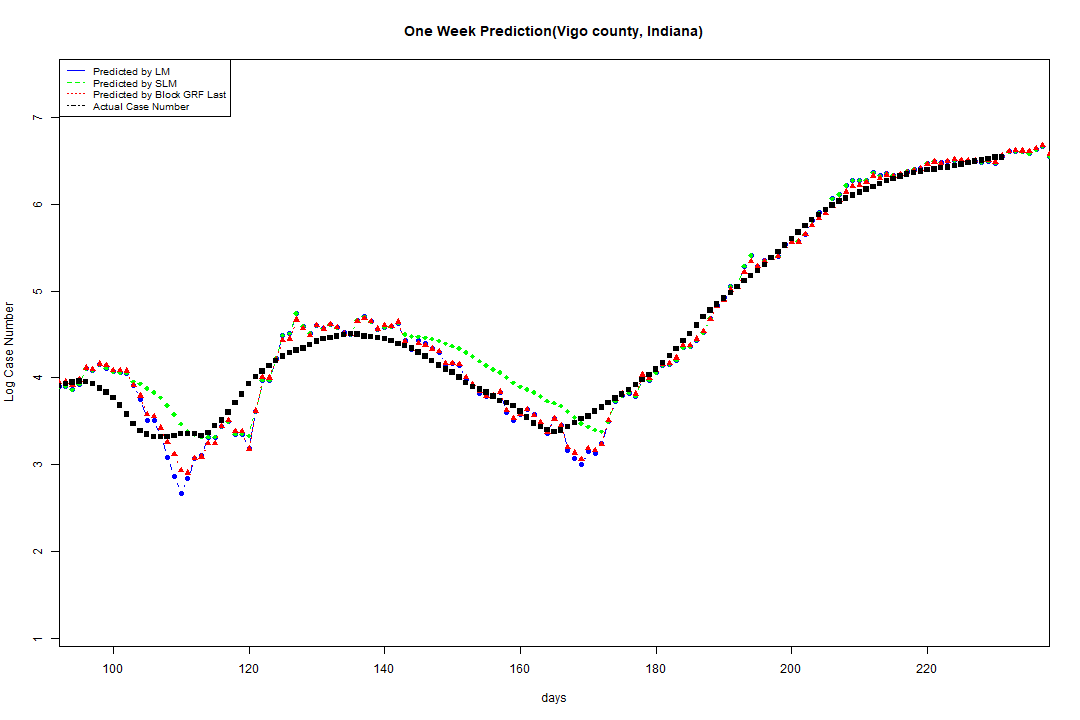 One Week Prediction(Vigo county, Indiana)
Predicted by LM
Predicted by SLM
Predicted by Block GRF Last
Actual Case Number
7
6
5
4
3
2
1
Log Case Number
100 120 140 160 180 200 220
days